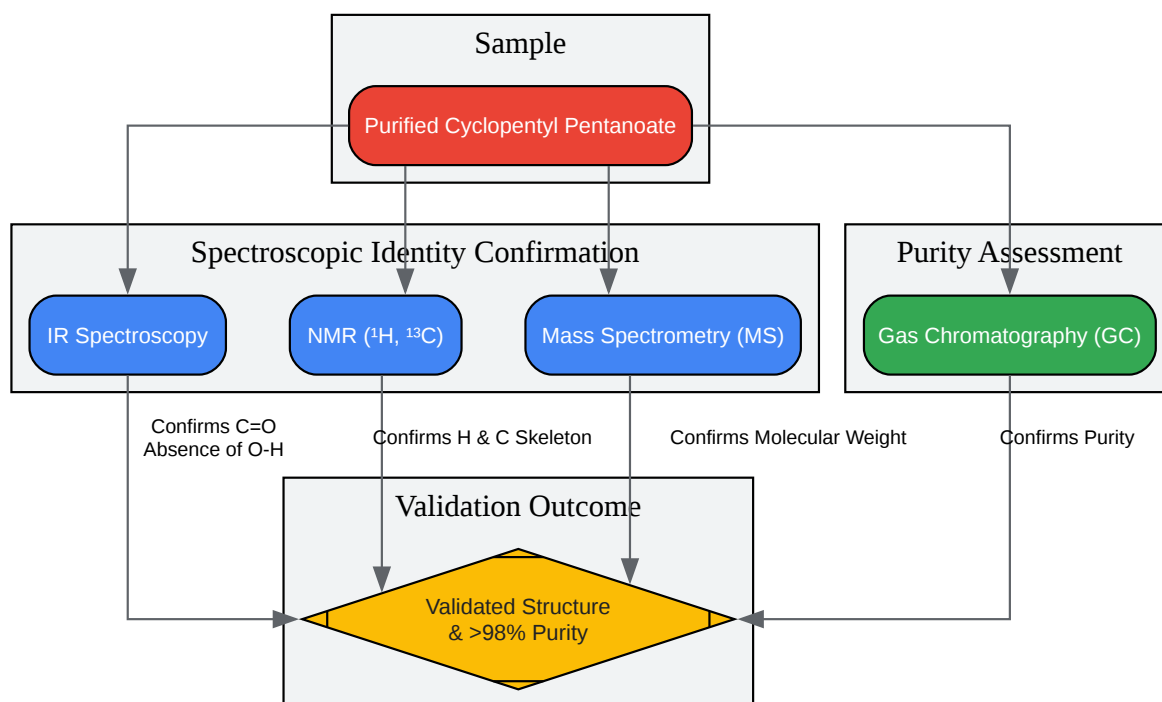 Sample
Purified Cyclopentyl Pentanoate
Spectroscopic Identity Confirmation
Purity Assessment
IR Spectroscopy
NMR (¹H, ¹³C)
Mass Spectrometry (MS)
Gas Chromatography (GC)
Confirms C=O
Absence of O-H
Confirms H & C Skeleton
Confirms Molecular Weight
Confirms Purity
Validation Outcome
Validated Structure
& >98% Purity